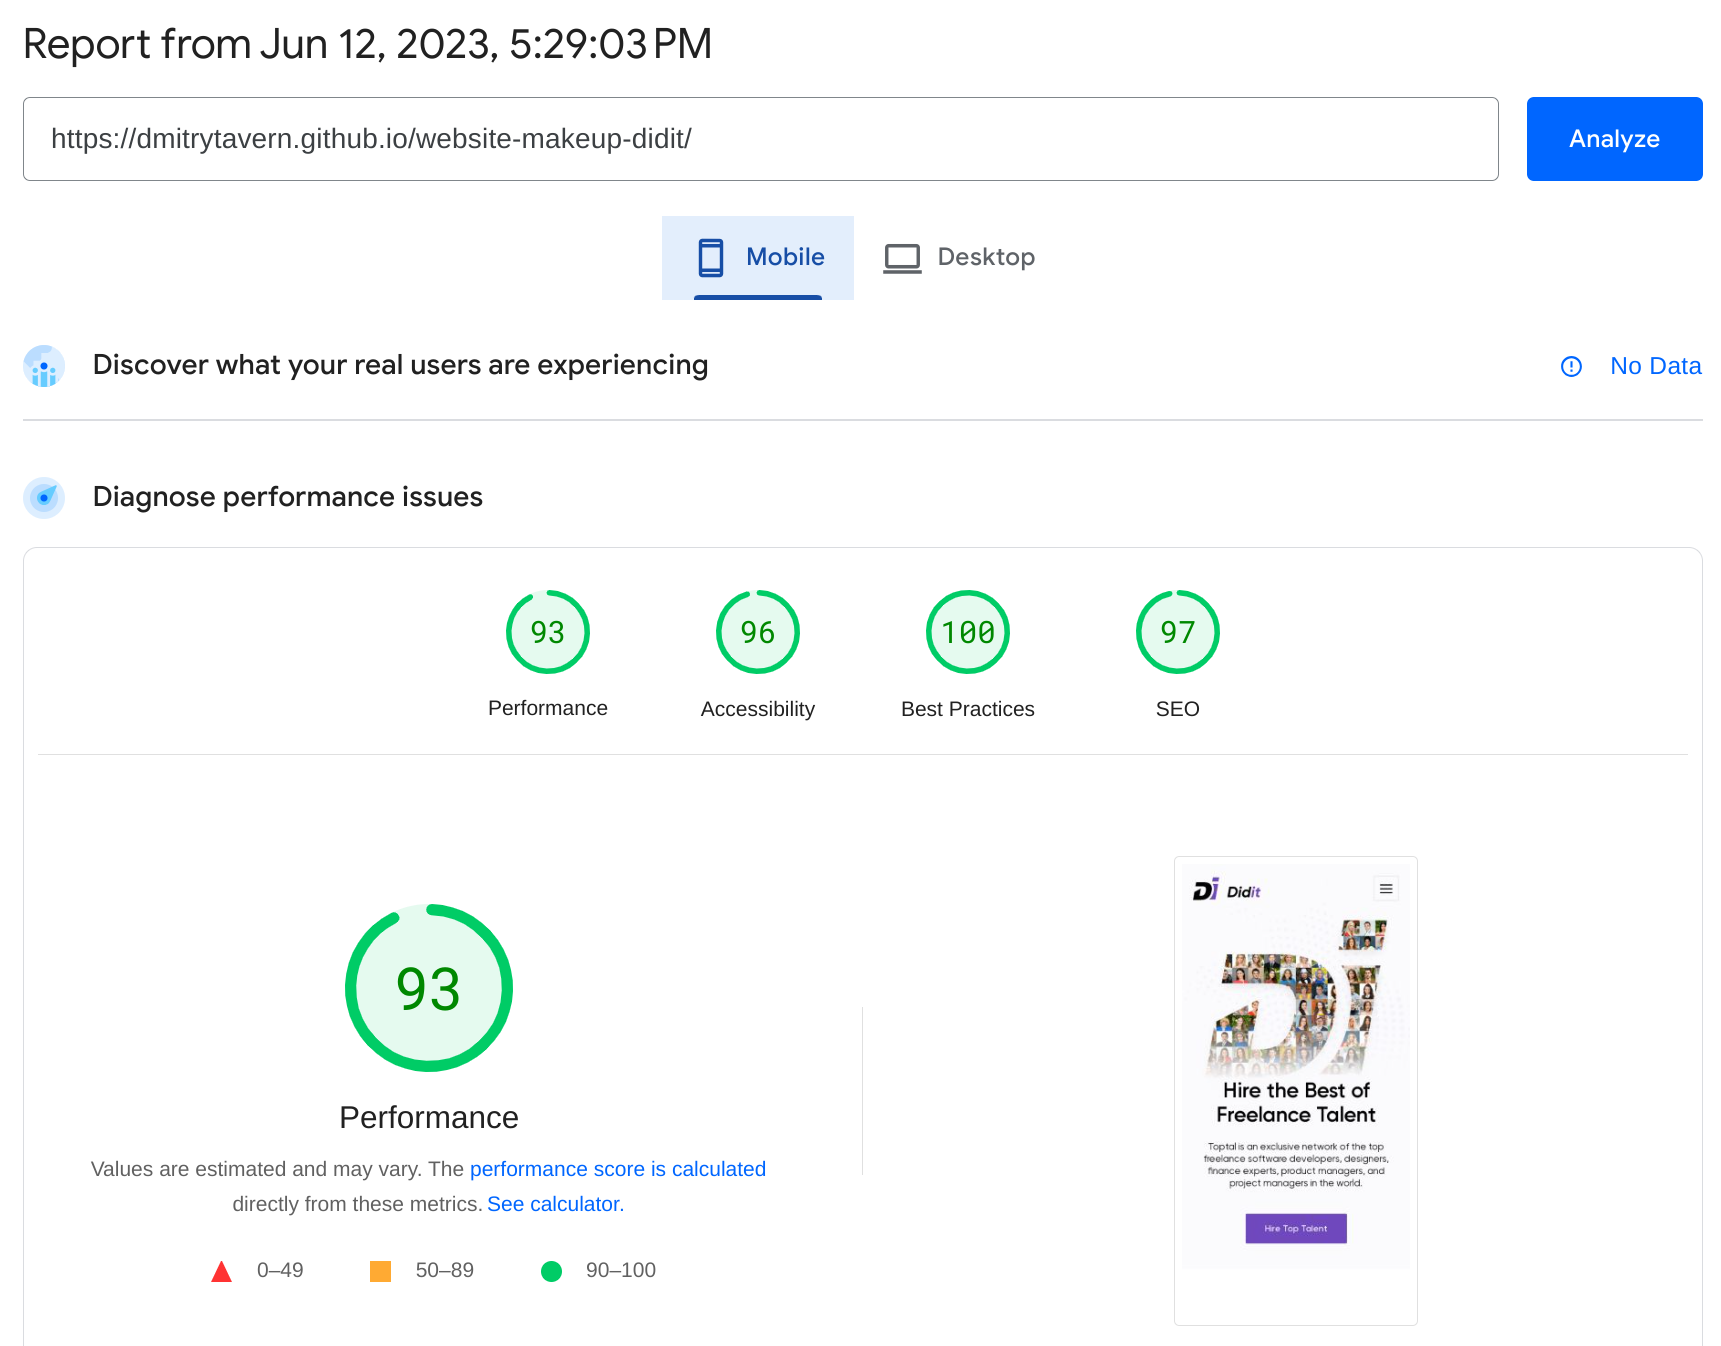 Report from Jun 12, 2023, 5:29:03 PM
https://dmitrytavern.github.io/website-makeup-didit/
Analyze
Mobile
Desktop
Discover what your real users are experiencing
No Data
Diagnose performance issues
93
96
100
97
Performance
Accessibility
Best Practices
SEO
93
Performance
Values are estimated and may vary. The performance score is calculated
directly from these metrics. See calculator.
0–49
50–89
90–100
Di Didit
Di
Hire the Best of
Freelance Talent
Toptal is an exclusive network of the top
freelance software developers, designers,
finance experts, product managers, and
project managers in the world.
Hire Top Talent